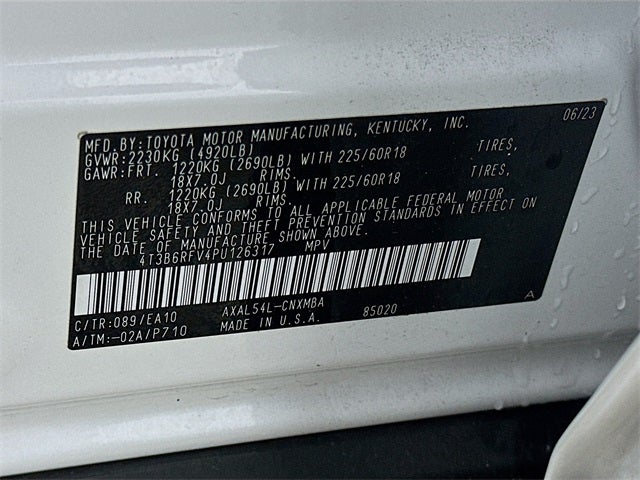 MFD.BY:TOYOTA MOTOR MANUFACTURING, KENTUCKY, INC. 06/23
GVWR:2230KG (4920LB)
GAWR:FRT. 1220KG (2690LB) WITH 225/60R18 TIRES,
18X7.0J RIMS.
RR. 1220KG (2690LB) WITH 225/60R18 TIRES,
18X7.0J RIMS.
THIS VEHICLE CONFORMS TO ALL APPLICABLE FEDERAL MOTOR
VEHICLE SAFETY AND THEFT PREVENTION STANDARDS IN EFFECT ON
THE DATE OF MANUFACTURE SHOWN ABOVE.
4T3B6RFV4PU126317 MPV
C/TR:089/EA10 AXAL54L-CNXMBA A
A/TM:-02A/P710 MADE IN U.S.A. 85020